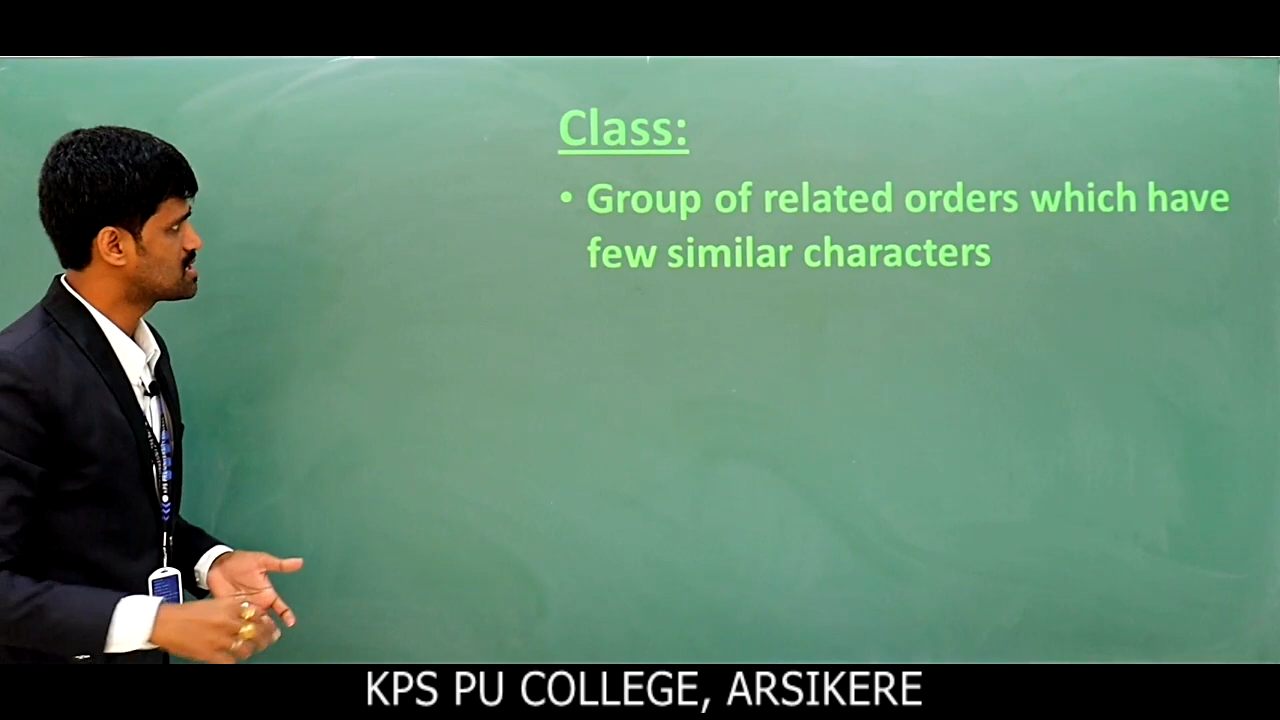 Class:
• Group of related orders which have
few similar characters
KPS PU COLLEGE, ARSIKERE